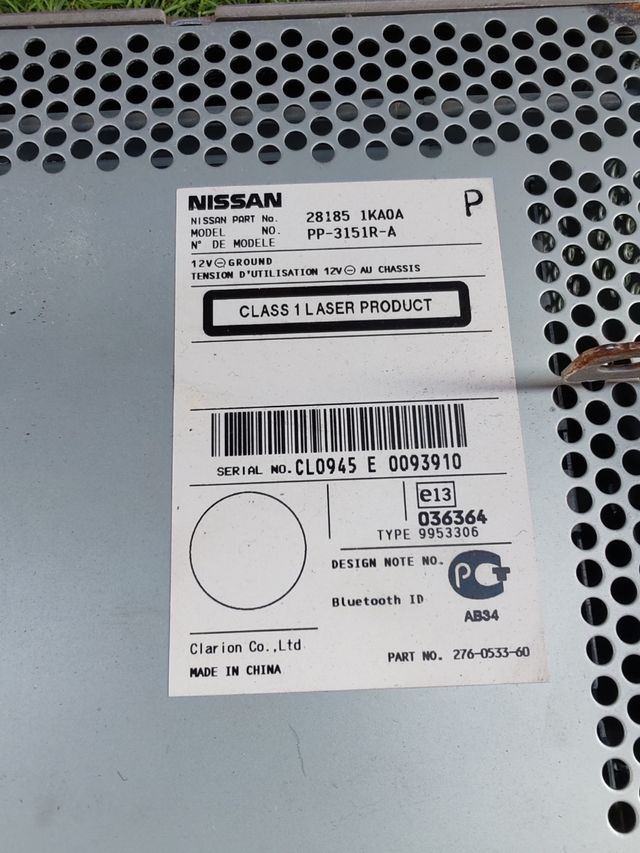 NISSAN
P
NISSAN PART No. 28185 1KA0A
MODEL NO. PP-3151R-A
N° DE MODELE
12V⊖GROUND
TENSION D'UTILISATION 12V⊖ AU CHASSIS
CLASS 1 LASER PRODUCT
SERIAL NO. CL0945 E 0093910
e13
036364
TYPE 9953306
DESIGN NOTE NO.
PCT
Bluetooth ID
AB34
Clarion Co.,Ltd
PART NO. 276-0533-60
MADE IN CHINA